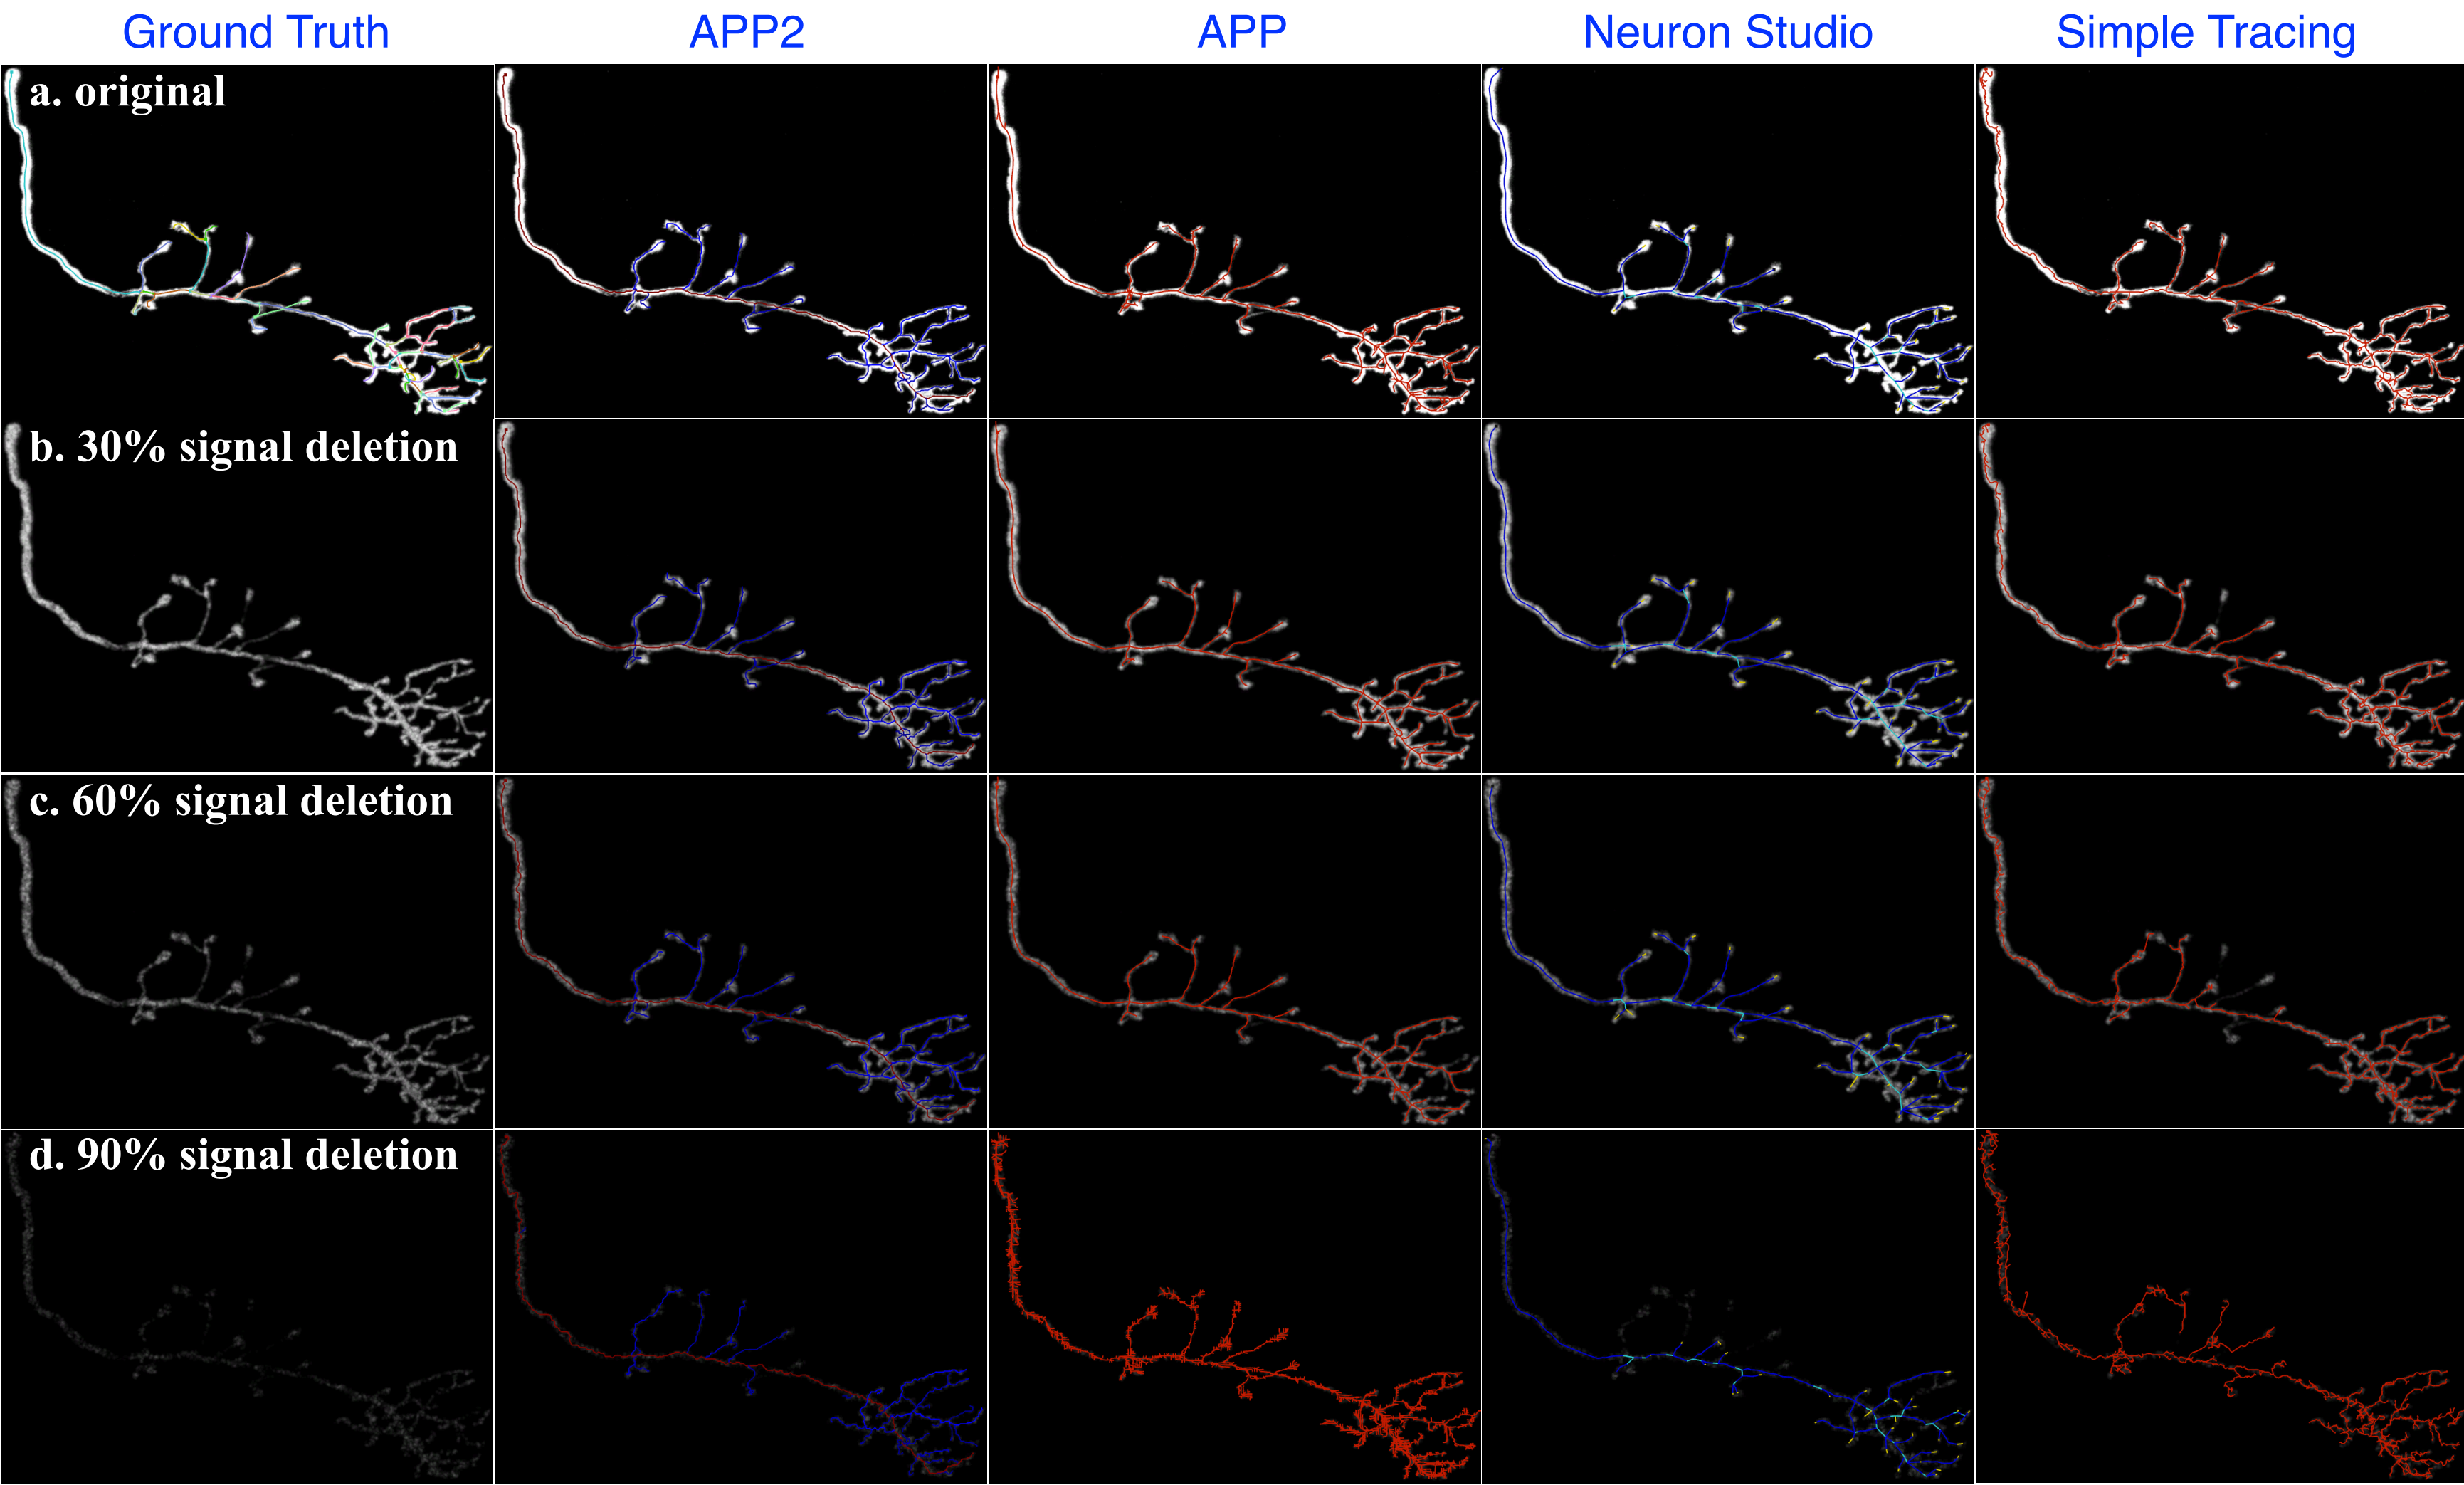 Ground Truth
APP2
APP
Neuron Studio
Simple Tracing
a. original
b. 30% signal deletion
c. 60% signal deletion
d. 90% signal deletion